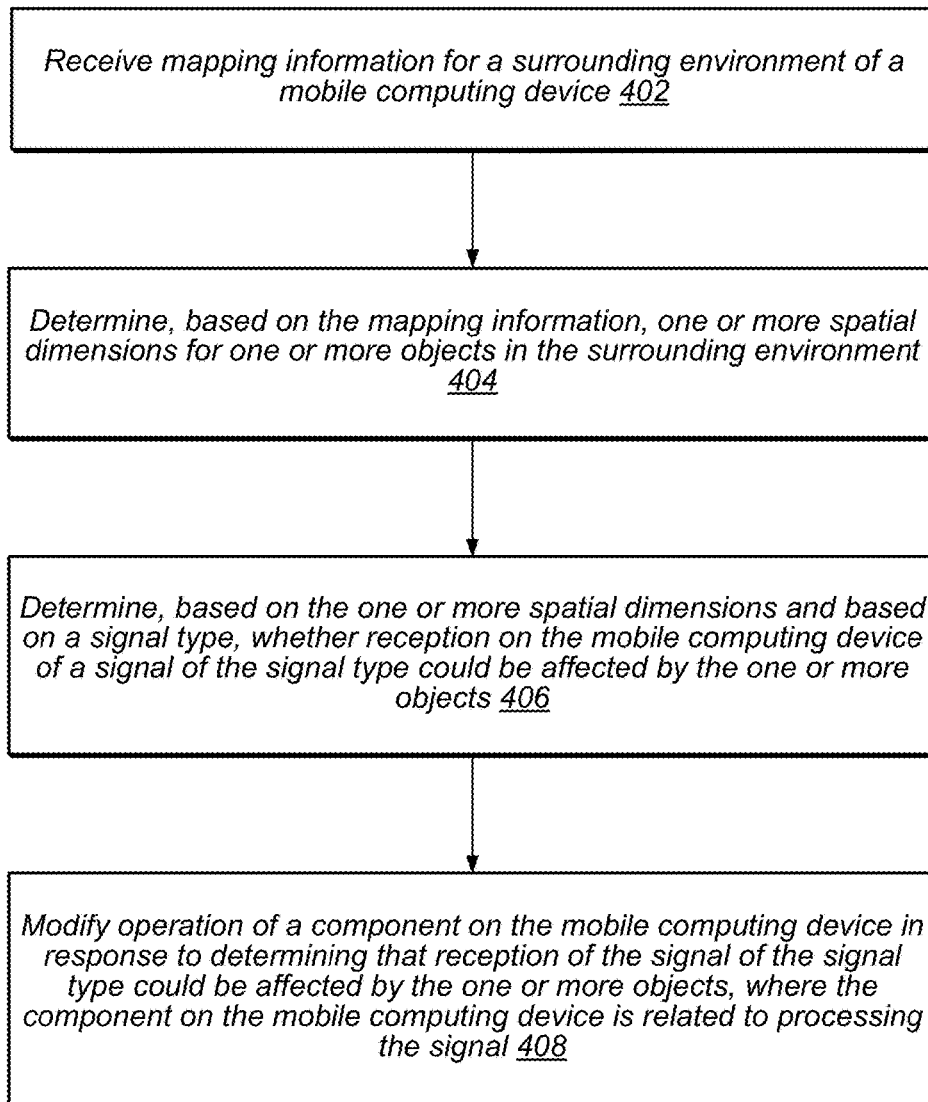 Receive mapping information for a surrounding environment of a
mobile computing device 402
Determine, based on the mapping information, one or more spatial
dimensions for one or more objects in the surrounding environment
404
Determine, based on the one or more spatial dimensions and based
on a signal type, whether reception on the mobile computing device
of a signal of the signal type could be affected by the one or more
objects 406
Modify operation of a component on the mobile computing device in
response to determining that reception of the signal of the signal
type could be affected by the one or more objects, where the
component on the mobile computing device is related to processing
the signal 408